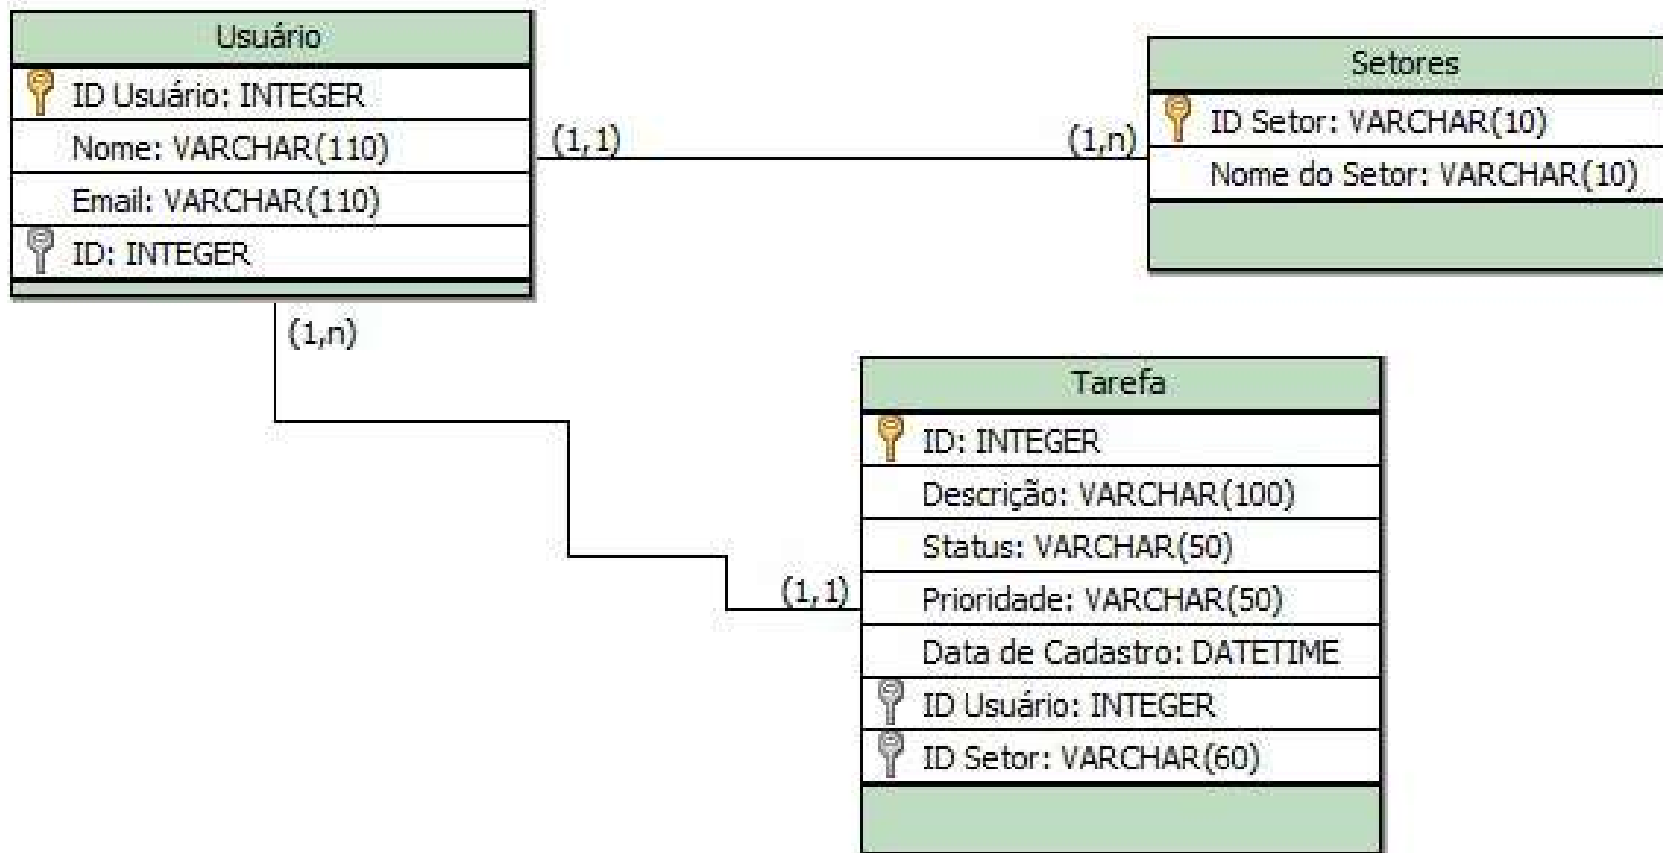 Usuário
ID Usuário: INTEGER
Nome: VARCHAR(110)
Email: VARCHAR(110)
ID: INTEGER
(1,1)
(1,n)
Setores
ID Setor: VARCHAR(10)
Nome do Setor: VARCHAR(10)
(1,n)
(1,1)
Tarefa
ID: INTEGER
Descrição: VARCHAR(100)
Status: VARCHAR(50)
Prioridade: VARCHAR(50)
Data de Cadastro: DATETIME
ID Usuário: INTEGER
ID Setor: VARCHAR(60)